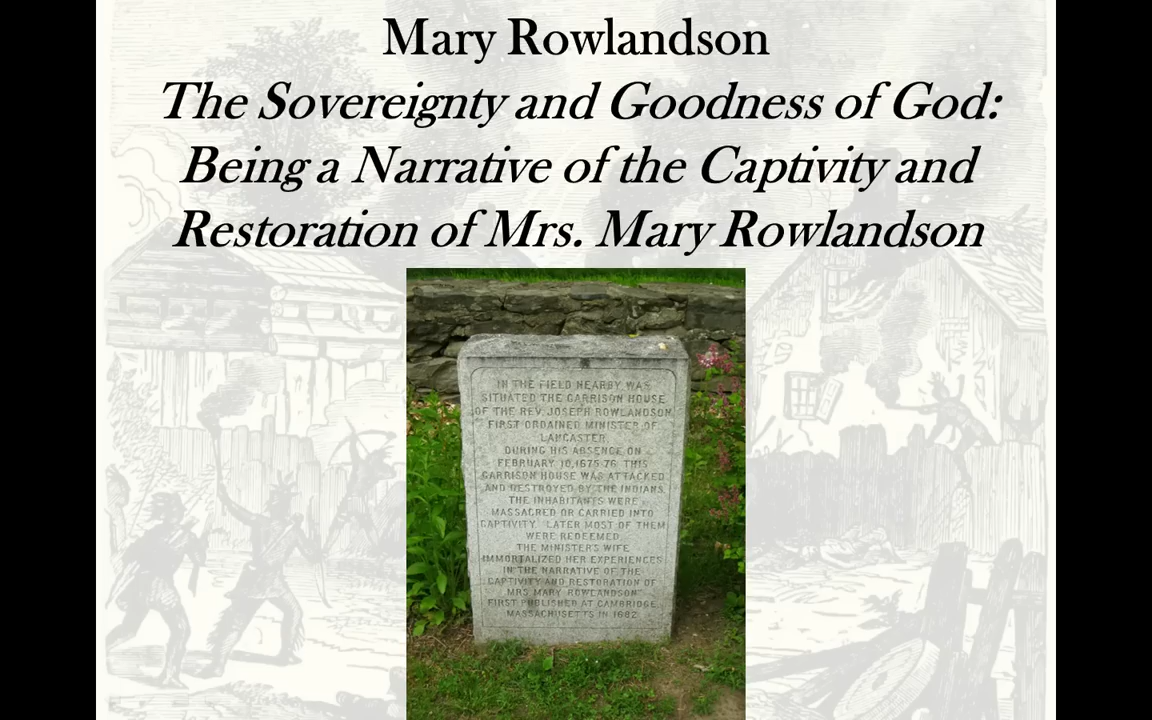 Mary Rowlandson
The Sovereignty and Goodness of God:
Being a Narrative of the Captivity and
Restoration of Mrs. Mary Rowlandson
IN THE FIELD NEARBY WAS
SITUATED THE GARRISON HOUSE
OF THE REV. JOSEPH ROWLANDSON
FIRST ORDAINED MINISTER OF
LANCASTER.
DURING HIS ABSENCE ON
FEBRUARY 10, 1675-76 THIS
GARRISON HOUSE WAS ATTACKED
AND DESTROYED BY THE INDIANS
THE INHABITANTS WERE
MASSACRED OR CARRIED INTO
CAPTIVITY. LATER MOST OF THEM
WERE REDEEMED
THE MINISTER'S WIFE
IMMORTALIZED HER EXPERIENCES
IN "THE NARRATIVE OF THE
CAPTIVITY AND RESTORATION OF
MRS MARY ROWLANDSON"
FIRST PUBLISHED AT CAMBRIDGE,
MASSACHUSETTS IN 1682